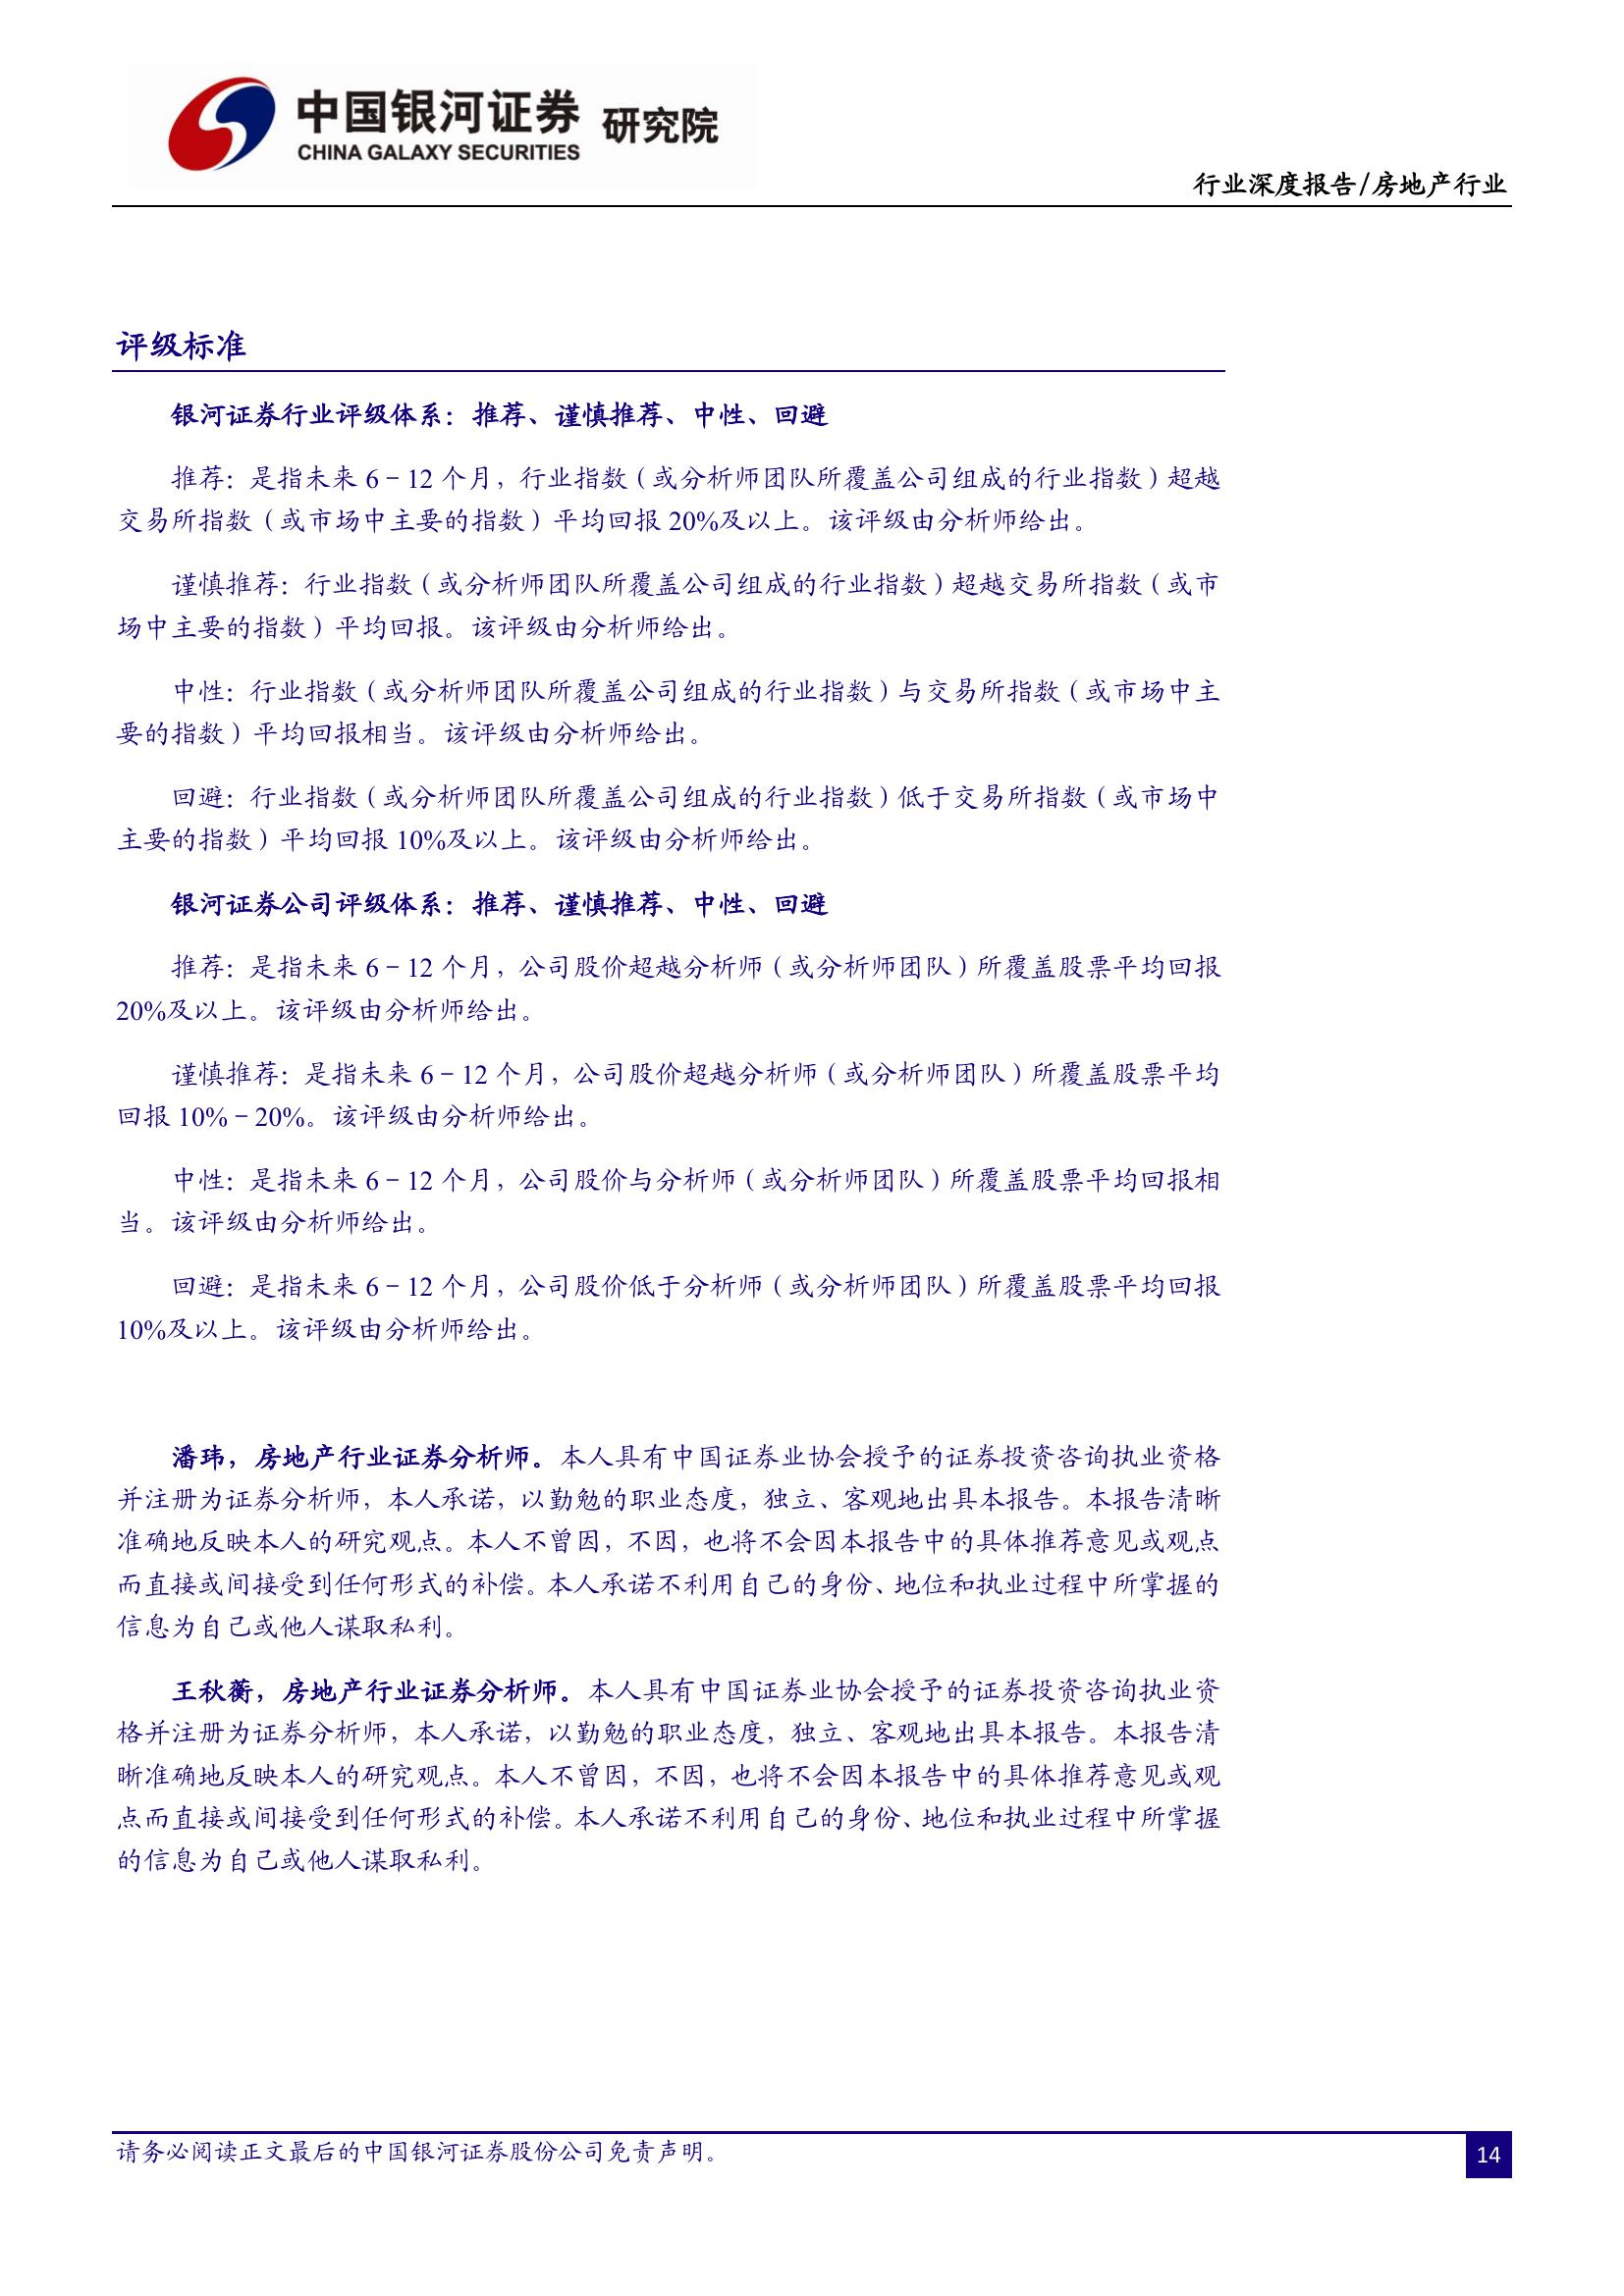 中国银河证券 研究院
CHINA GALAXY SECURITIES
行业深度报告/房地产行业
评级标准
银河证券行业评级体系：推荐、谨慎推荐、中性、回避
推荐：是指未来 6－12 个月，行业指数（或分析师团队所覆盖公司组成的行业指数）超越
交易所指数（或市场中主要的指数）平均回报 20%及以上。该评级由分析师给出。
谨慎推荐：行业指数（或分析师团队所覆盖公司组成的行业指数）超越交易所指数（或市
场中主要的指数）平均回报。该评级由分析师给出。
中性：行业指数（或分析师团队所覆盖公司组成的行业指数）与交易所指数（或市场中主
要的指数）平均回报相当。该评级由分析师给出。
回避：行业指数（或分析师团队所覆盖公司组成的行业指数）低于交易所指数（或市场中
主要的指数）平均回报 10%及以上。该评级由分析师给出。
银河证券公司评级体系：推荐、谨慎推荐、中性、回避
推荐：是指未来 6－12 个月，公司股价超越分析师（或分析师团队）所覆盖股票平均回报
20%及以上。该评级由分析师给出。
谨慎推荐：是指未来 6－12 个月，公司股价超越分析师（或分析师团队）所覆盖股票平均
回报 10%－20%。该评级由分析师给出。
中性：是指未来 6－12 个月，公司股价与分析师（或分析师团队）所覆盖股票平均回报相
当。该评级由分析师给出。
回避：是指未来 6－12 个月，公司股价低于分析师（或分析师团队）所覆盖股票平均回报
10%及以上。该评级由分析师给出。
潘玮，房地产行业证券分析师。本人具有中国证券业协会授予的证券投资咨询执业资格
并注册为证券分析师，本人承诺，以勤勉的职业态度，独立、客观地出具本报告。本报告清晰
准确地反映本人的研究观点。本人不曾因，不因，也将不会因本报告中的具体推荐意见或观点
而直接或间接受到任何形式的补偿。本人承诺不利用自己的身份、地位和执业过程中所掌握的
信息为自己或他人谋取私利。
王秋蘅，房地产行业证券分析师。本人具有中国证券业协会授予的证券投资咨询执业资
格并注册为证券分析师，本人承诺，以勤勉的职业态度，独立、客观地出具本报告。本报告清
晰准确地反映本人的研究观点。本人不曾因，不因，也将不会因本报告中的具体推荐意见或观
点而直接或间接受到任何形式的补偿。本人承诺不利用自己的身份、地位和执业过程中所掌握
的信息为自己或他人谋取私利。
请务必阅读正文最后的中国银河证券股份公司免责声明。
14